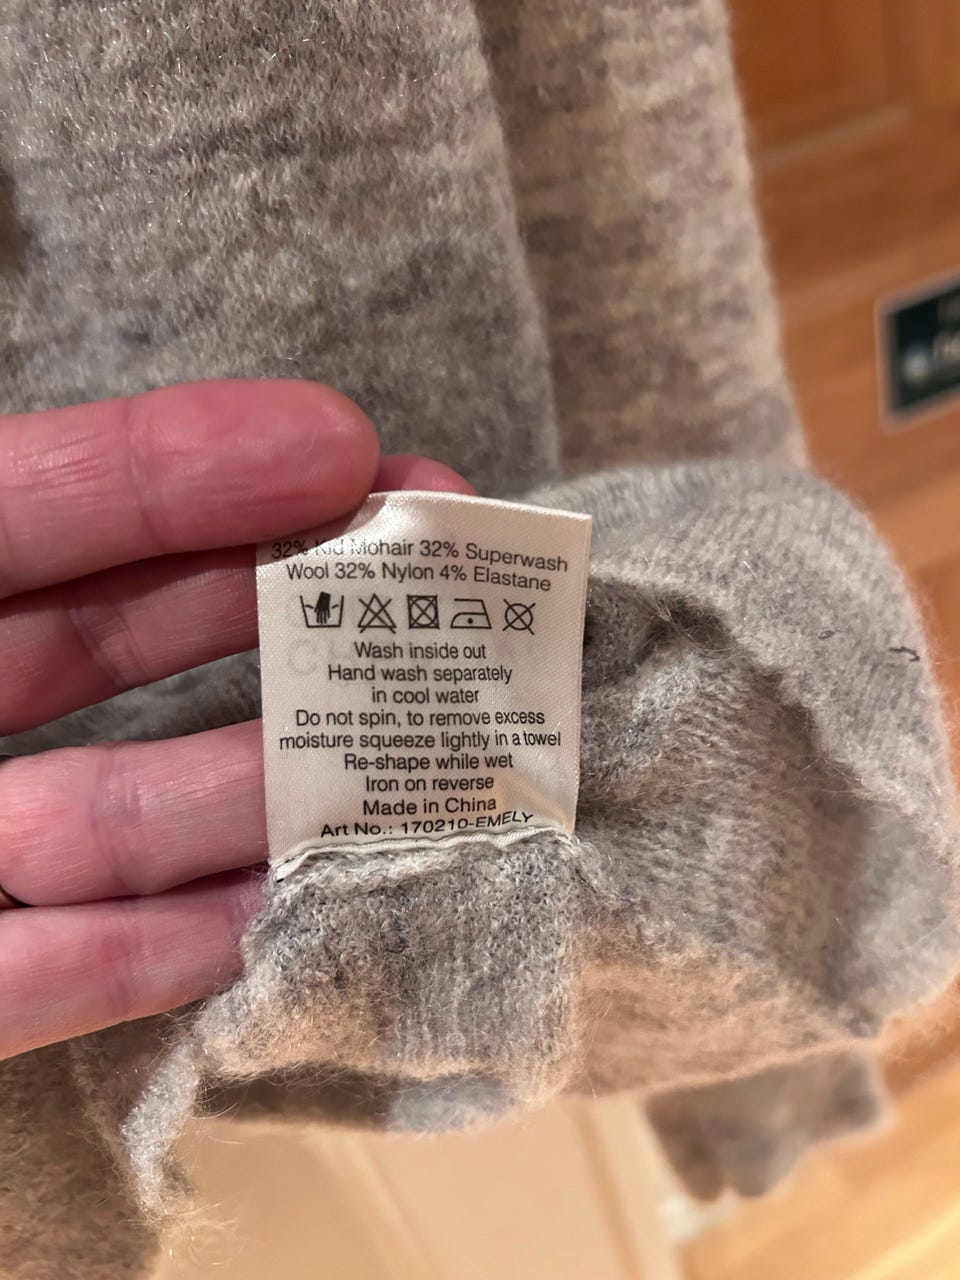 32% Kid Mohair 32% Superwash
Wool 32% Nylon 4% Elastane
Wash inside out
Hand wash separately
in cool water
Do not spin, to remove excess
moisture squeeze lightly in a towel
Re-shape while wet
Iron on reverse
Made in China
Art No.: 170210-EMELY